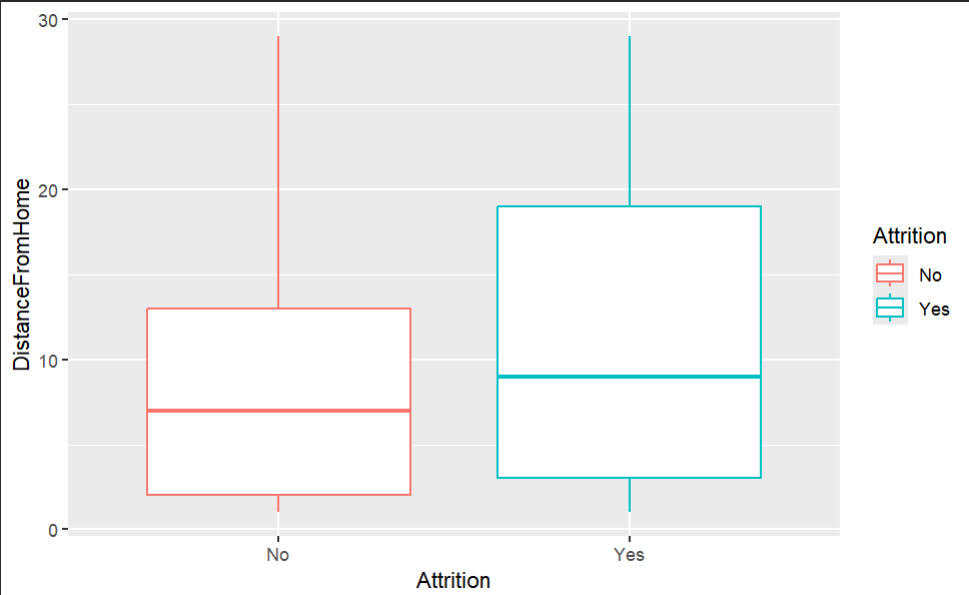 30
20
10
0
DistanceFromHome
No
Yes
Attrition
Attrition
No
Yes